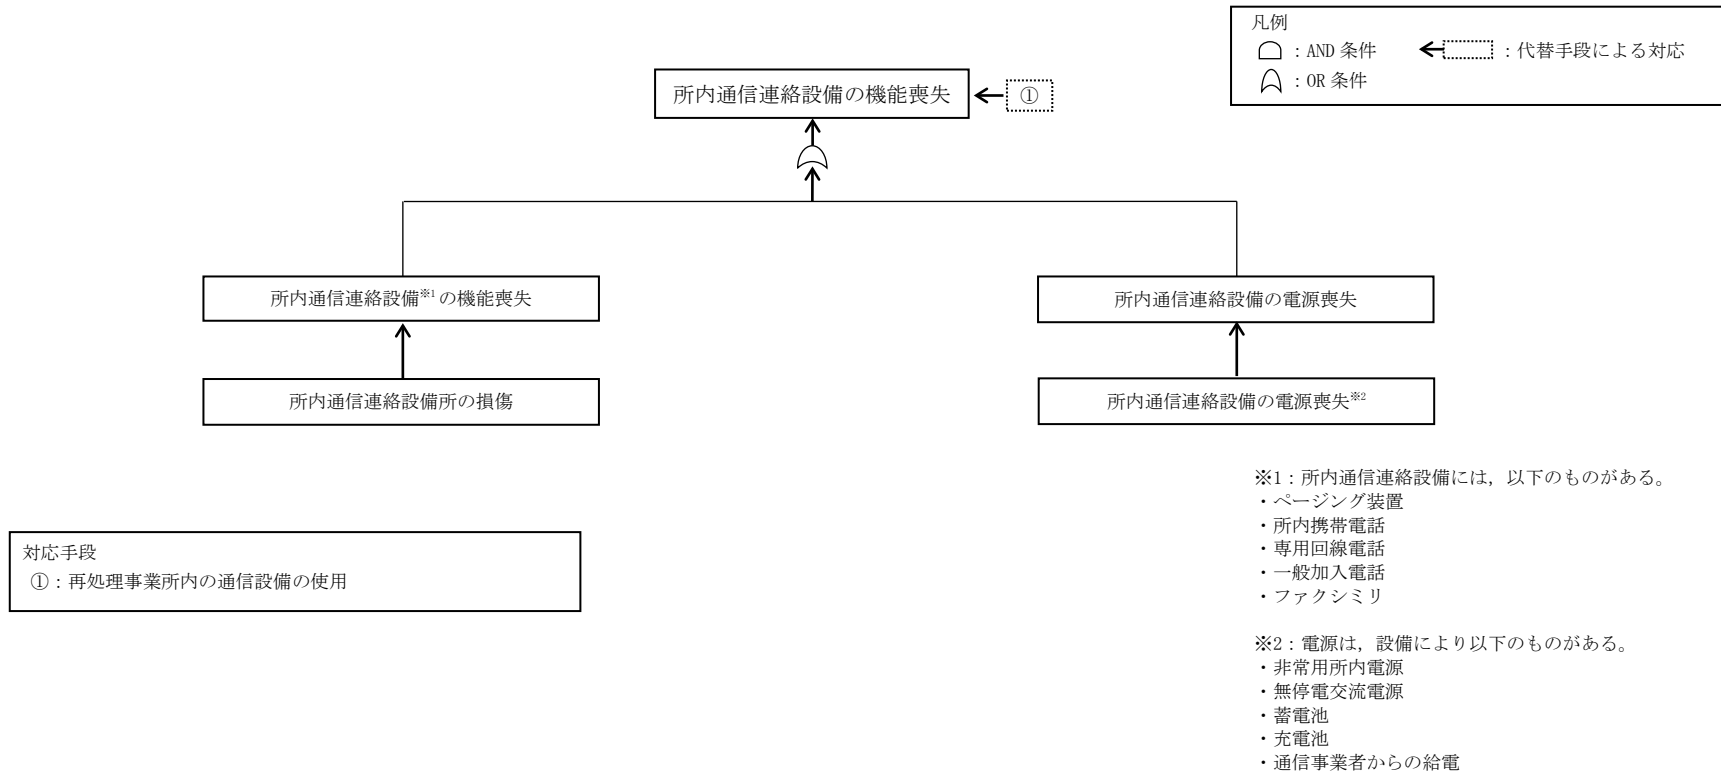 凡例
：AND 条件
：代替手段による対応
：OR 条件
所内通信連絡設備の機能喪失
①
所内通信連絡設備※1の機能喪失
所内通信連絡設備の電源喪失
所内通信連絡設備所の損傷
所内通信連絡設備の電源喪失※2
対応手段
①：再処理事業所内の通信設備の使用
※1：所内通信連絡設備には，以下のものがある。
・ページング装置
・所内携帯電話
・専用回線電話
・一般加入電話
・ファクシミリ
※2：電源は，設備により以下のものがある。
・非常用所内電源
・無停電交流電源
・蓄電池
・充電池
・通信事業者からの給電